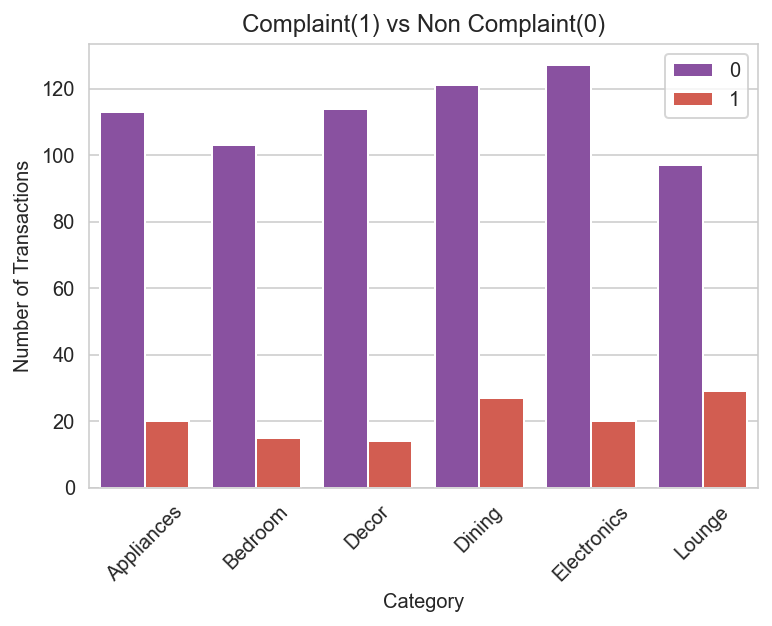 Complaint(1) vs Non Complaint(0)
0
1
Number of Transactions
120
100
80
60
40
20
0
Appliances
Bedroom
Decor
Dining
Electronics
Lounge
Category